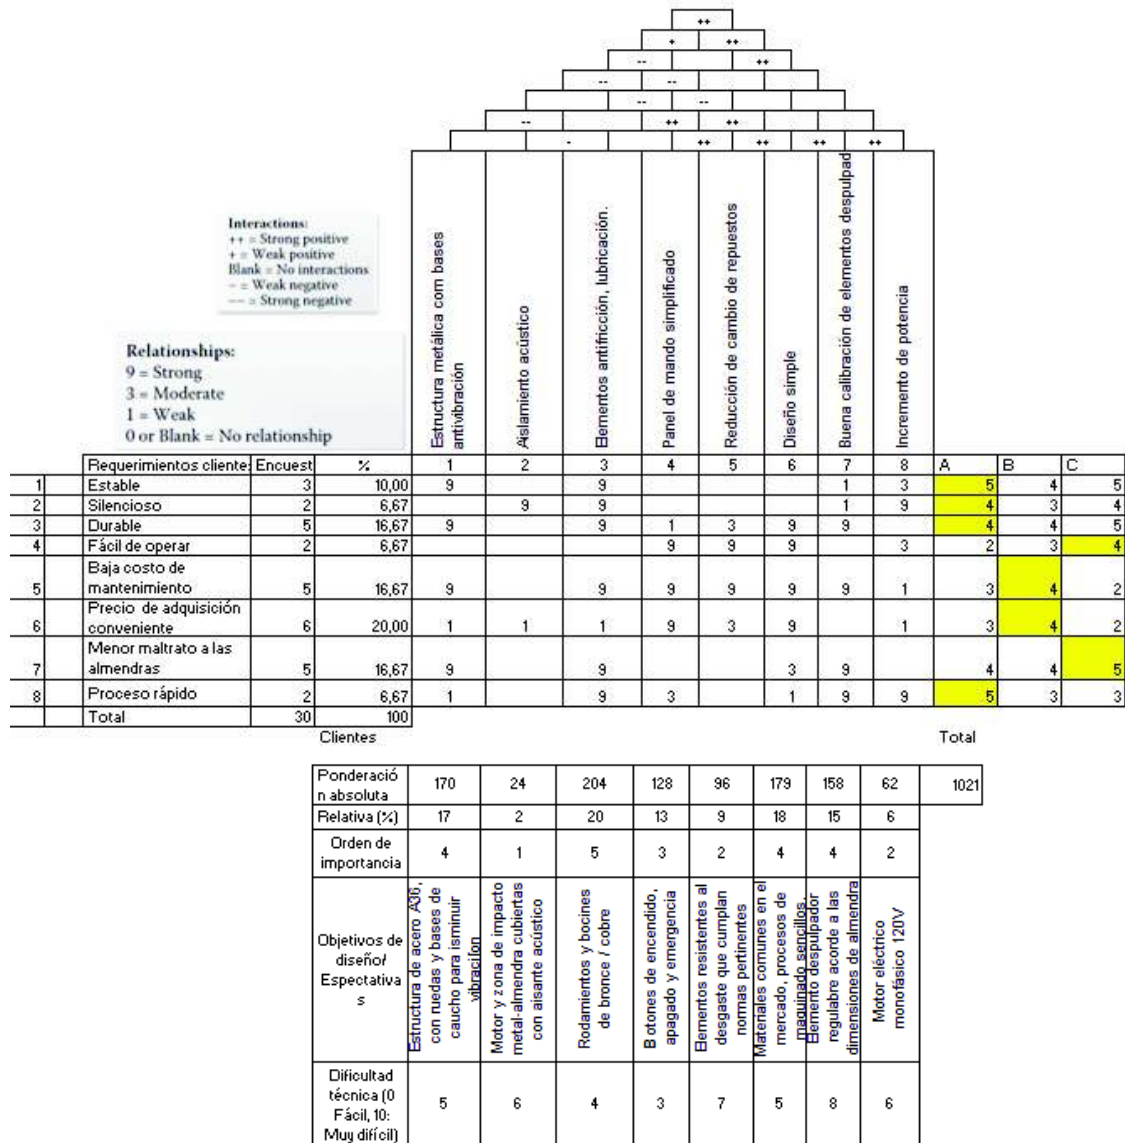 ++
+ ++
-- ++
-- --
-- --
-- ++ ++
- ++ ++ ++ ++
Interactions:
++ = Strong positive
+ = Weak positive
Blank = No interactions
− = Weak negative
−− = Strong negative
Relationships:
9 = Strong
3 = Moderate
1 = Weak
0 or Blank = No relationship
Estructura metálica com bases
antivibración
Aislamiento acústico
Elementos antifricción, lubricación.
Panel de mando simplificado
Reducción de cambio de repuestos
Diseño simple
Buena calibración de elementos despulpad
Incremento de potencia
Requerimientos cliente Encuest % 1 2 3 4 5 6 7 8 A B C
1 Estable 3 10,00 9 9 1 3 5 4 5
2 Silencioso 2 6,67 9 9 1 9 4 3 4
3 Durable 5 16,67 9 9 1 3 9 9 4 4 5
4 Fácil de operar 2 6,67 9 9 9 3 2 3 4
Baja costo de
5 mantenimiento 5 16,67 9 9 9 9 9 9 1 3 4 2
Precio de adquisición
6 conveniente 6 20,00 1 1 1 9 3 9 1 3 4 2
Menor maltrato a las
7 almendras 5 16,67 9 9 3 9 4 4 5
8 Proceso rápido 2 6,67 1 9 3 1 9 9 5 3 3
Total 30 100
Clientes Total
Ponderació
n absoluta 170 24 204 128 96 179 158 62 1021
Relativa (%) 17 2 20 13 9 18 15 6
Orden de
importancia 4 1 5 3 2 4 4 2
Objetivos de
diseño/
Espectativa
s
Estructura de acero A36,
con ruedas y bases de
caucho para isminuir
vibraciíon
Motor y zona de impacto
metal-almendra cubiertas
con aisante acústico
Rodamientos y bocines
de bronce / cobre
Botones de encendido,
apagado y emergencia
Elementos resistentes al
desgaste que cumplan
normas pertinentes
Materiales comunes en el
mercado, procesos de
maquinado sencillos.
Elemento despulpador
regulabre acorde a las
dimensiones de almendra
Motor eléctrico
monofásico 120V
Dificultad
técnica (0
Fácil, 10:
Muy difícil) 5 6 4 3 7 5 8 6